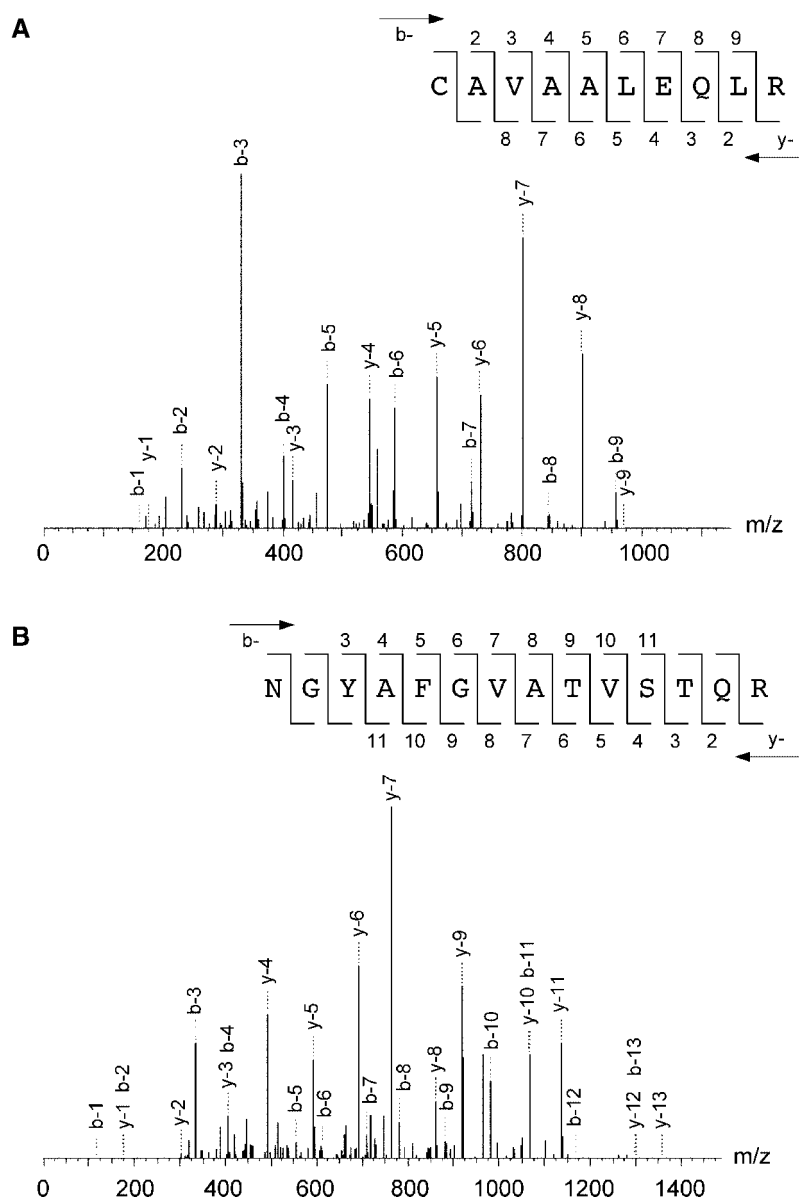 A
b-
2 3 4 5 6 7 8 9
C A V A A L E Q L R
8 7 6 5 4 3 2
y-
b-1
y-1
b-2
y-2
b-3
b-4
y-3
b-5
y-4
b-6
y-5
b-7
y-6
y-7
b-8
y-8
b-9
y-9
0 200 400 600 800 1000 m/z
B
b-
3 4 5 6 7 8 9 10 11
N G Y A F G V A T V S T Q R
11 10 9 8 7 6 5 4 3 2
y-
b-1
y-1 b-2
y-2
b-3
y-3 b-4
y-4
b-5
y-5
b-6
y-6
b-7
y-7
b-8
y-8
b-9
y-9
b-10
y-10 b-11
y-11
b-12
y-12 b-13
y-13
0 200 400 600 800 1000 1200 1400 m/z